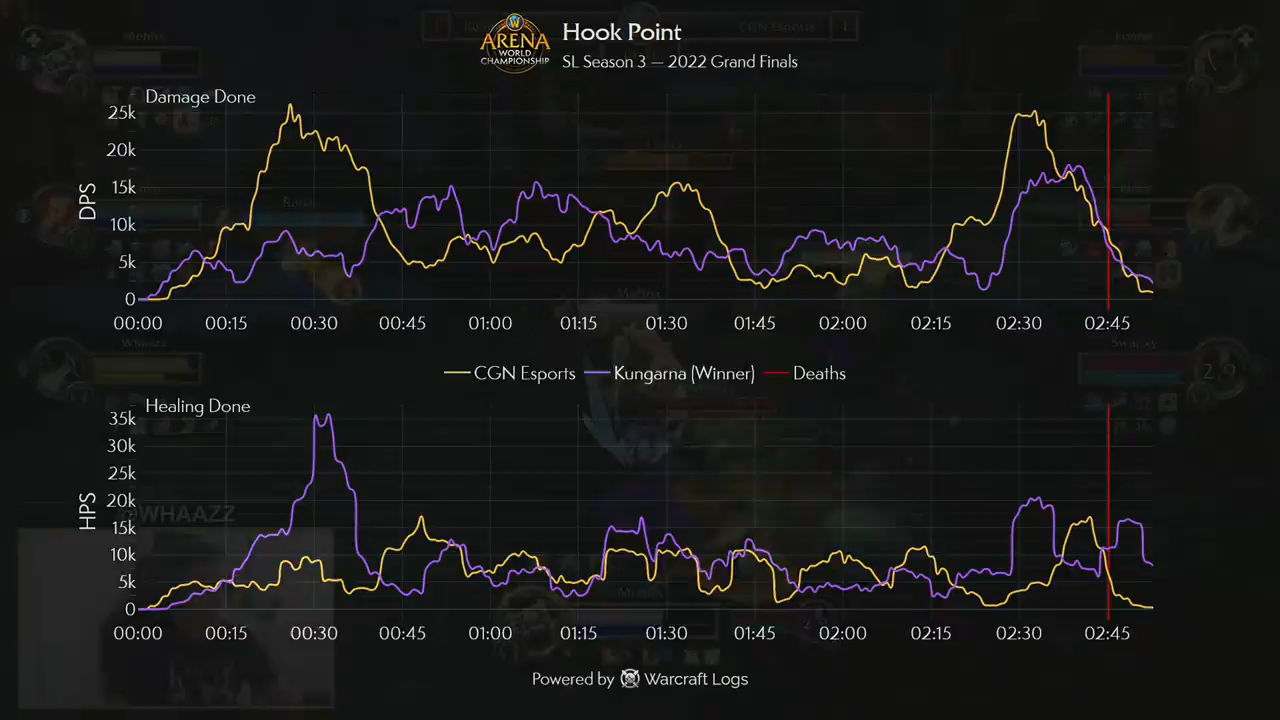 ARENA
WORLD
CHAMPIONSHIP
Hook Point
SL Season 3 — 2022 Grand Finals
CGN Esports
Damage Done
25k
20k
15k
10k
5k
0
DPS
00:00 00:15 00:30 00:45 01:00 01:15 01:30 01:45 02:00 02:15 02:30 02:45
CGN Esports Kungarna (Winner) Deaths
Whaazz
Healing Done
35k
30k
25k
20k
15k
10k
5k
0
HPS
@WHAAZZ
00:00 00:15 00:30 00:45 01:00 01:15 01:30 01:45 02:00 02:15 02:30 02:45
Powered by Warcraft Logs